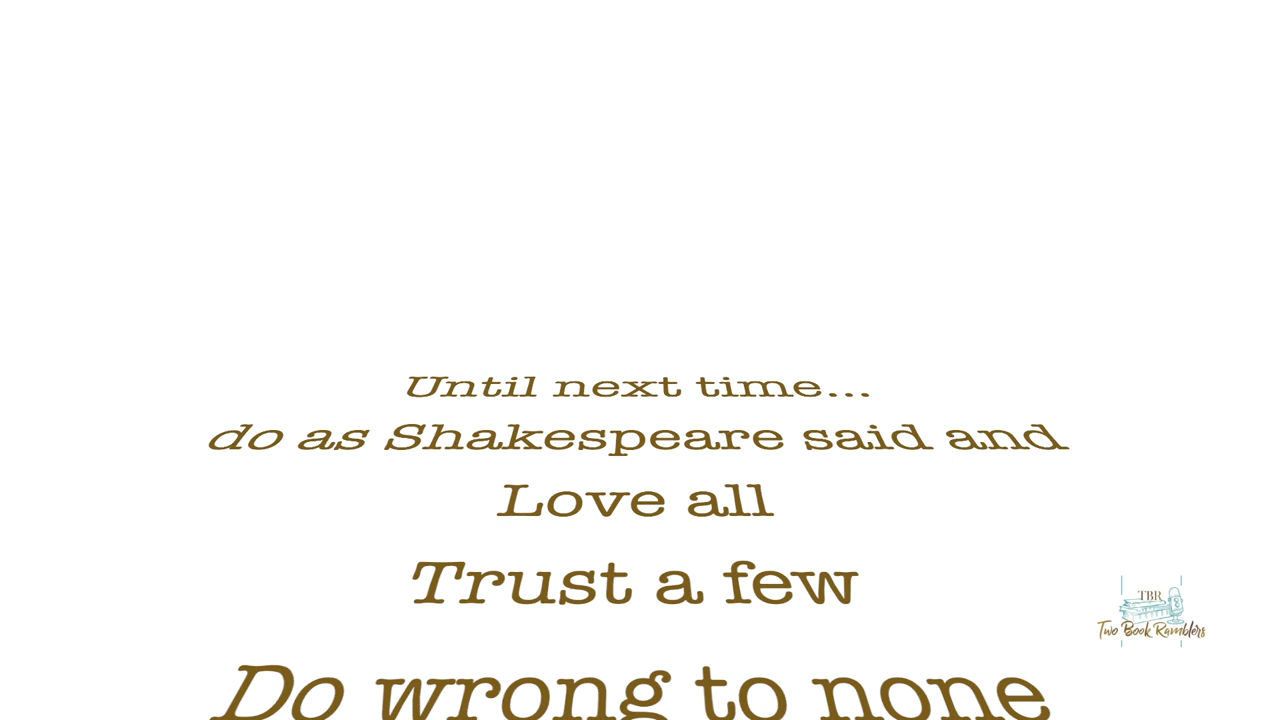 Until next time...
do as Shakespeare said and
Love all
Trust a few
Do wrong to none
TBR
Two Book Ramblers